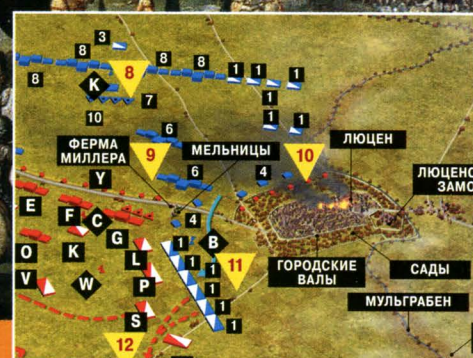 3
8
8
8
8
8
1
1
1
1
K
7
1
10
1
1
6
9
МЕЛЬНИЦЫ
10
ЛЮЦЕН
ФЕРМА
МИЛЛЕРА
Y
6
4
ЛЮЦЕНС
ЗАМО
E
F
C
4
G
1
B
O
K
L
1
1
11
ГОРОДСКИЕ
ВАЛЫ
САДЫ
V
W
P
1
1
МУЛЬГРАБЕН
S
1
1
12